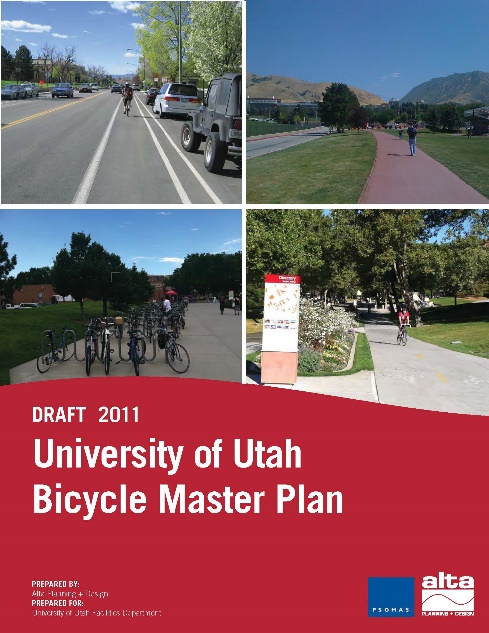 Directory
DRAFT 2011
University of Utah
Bicycle Master Plan
PREPARED BY:
Alta Planning + Design
PREPARED FOR:
University of Utah Facilities Department
PSOMAS
alta
PLANNING + DESIGN